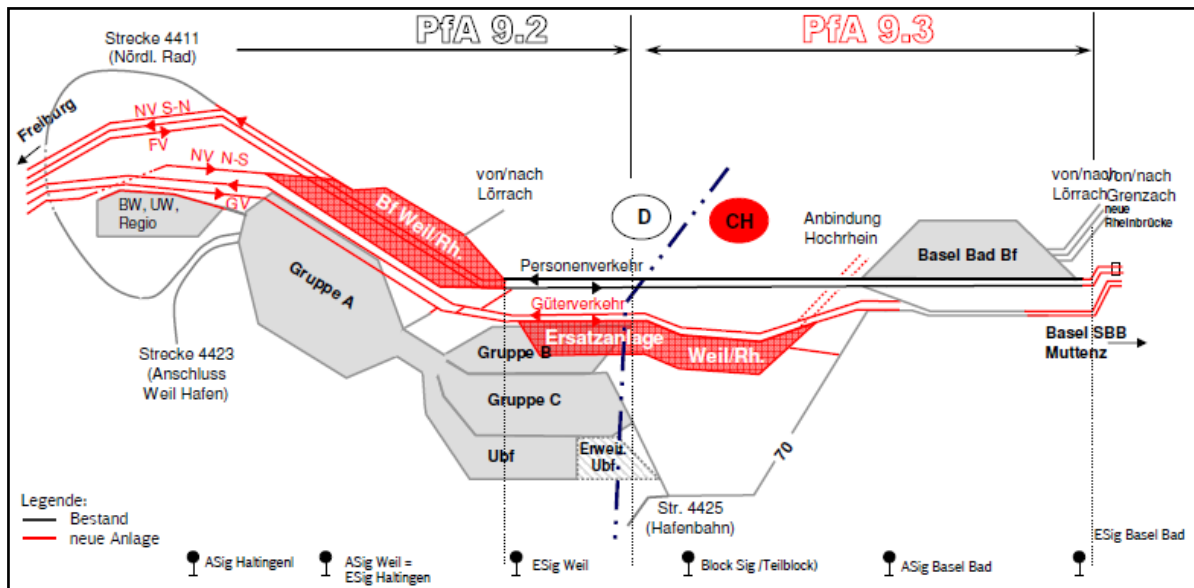 PfA 9.2
PfA 9.3
Strecke 4411
(Nördl. Rad)
Freiburg
NV S-N
FV
NV N-S
GV
BW, UW,
Regio
Bf Weil/Rh.
von/nach
Lörrach
D
CH
Anbindung
Hochrhein
von/nach
Lörrach
von/nach
Grenzach
neue
Rheinbrücke
Basel Bad Bf
Personenverkehr
Güterverkehr
Ersatzanlage
Weil/Rh.
Gruppe A
Gruppe B
Gruppe C
Ubf
Erweit.
Ubf
Strecke 4423
(Anschluss
Weil Hafen)
Basel SBB
Muttenz
70
Str. 4425
(Hafenbahn)
Legende:
Bestand
neue Anlage
ASig Haltingenl
ASig Weil =
ESig Haltingen
ESig Weil
Block Sig /Teilblock)
ASig Basel Bad
ESig Basel Bad